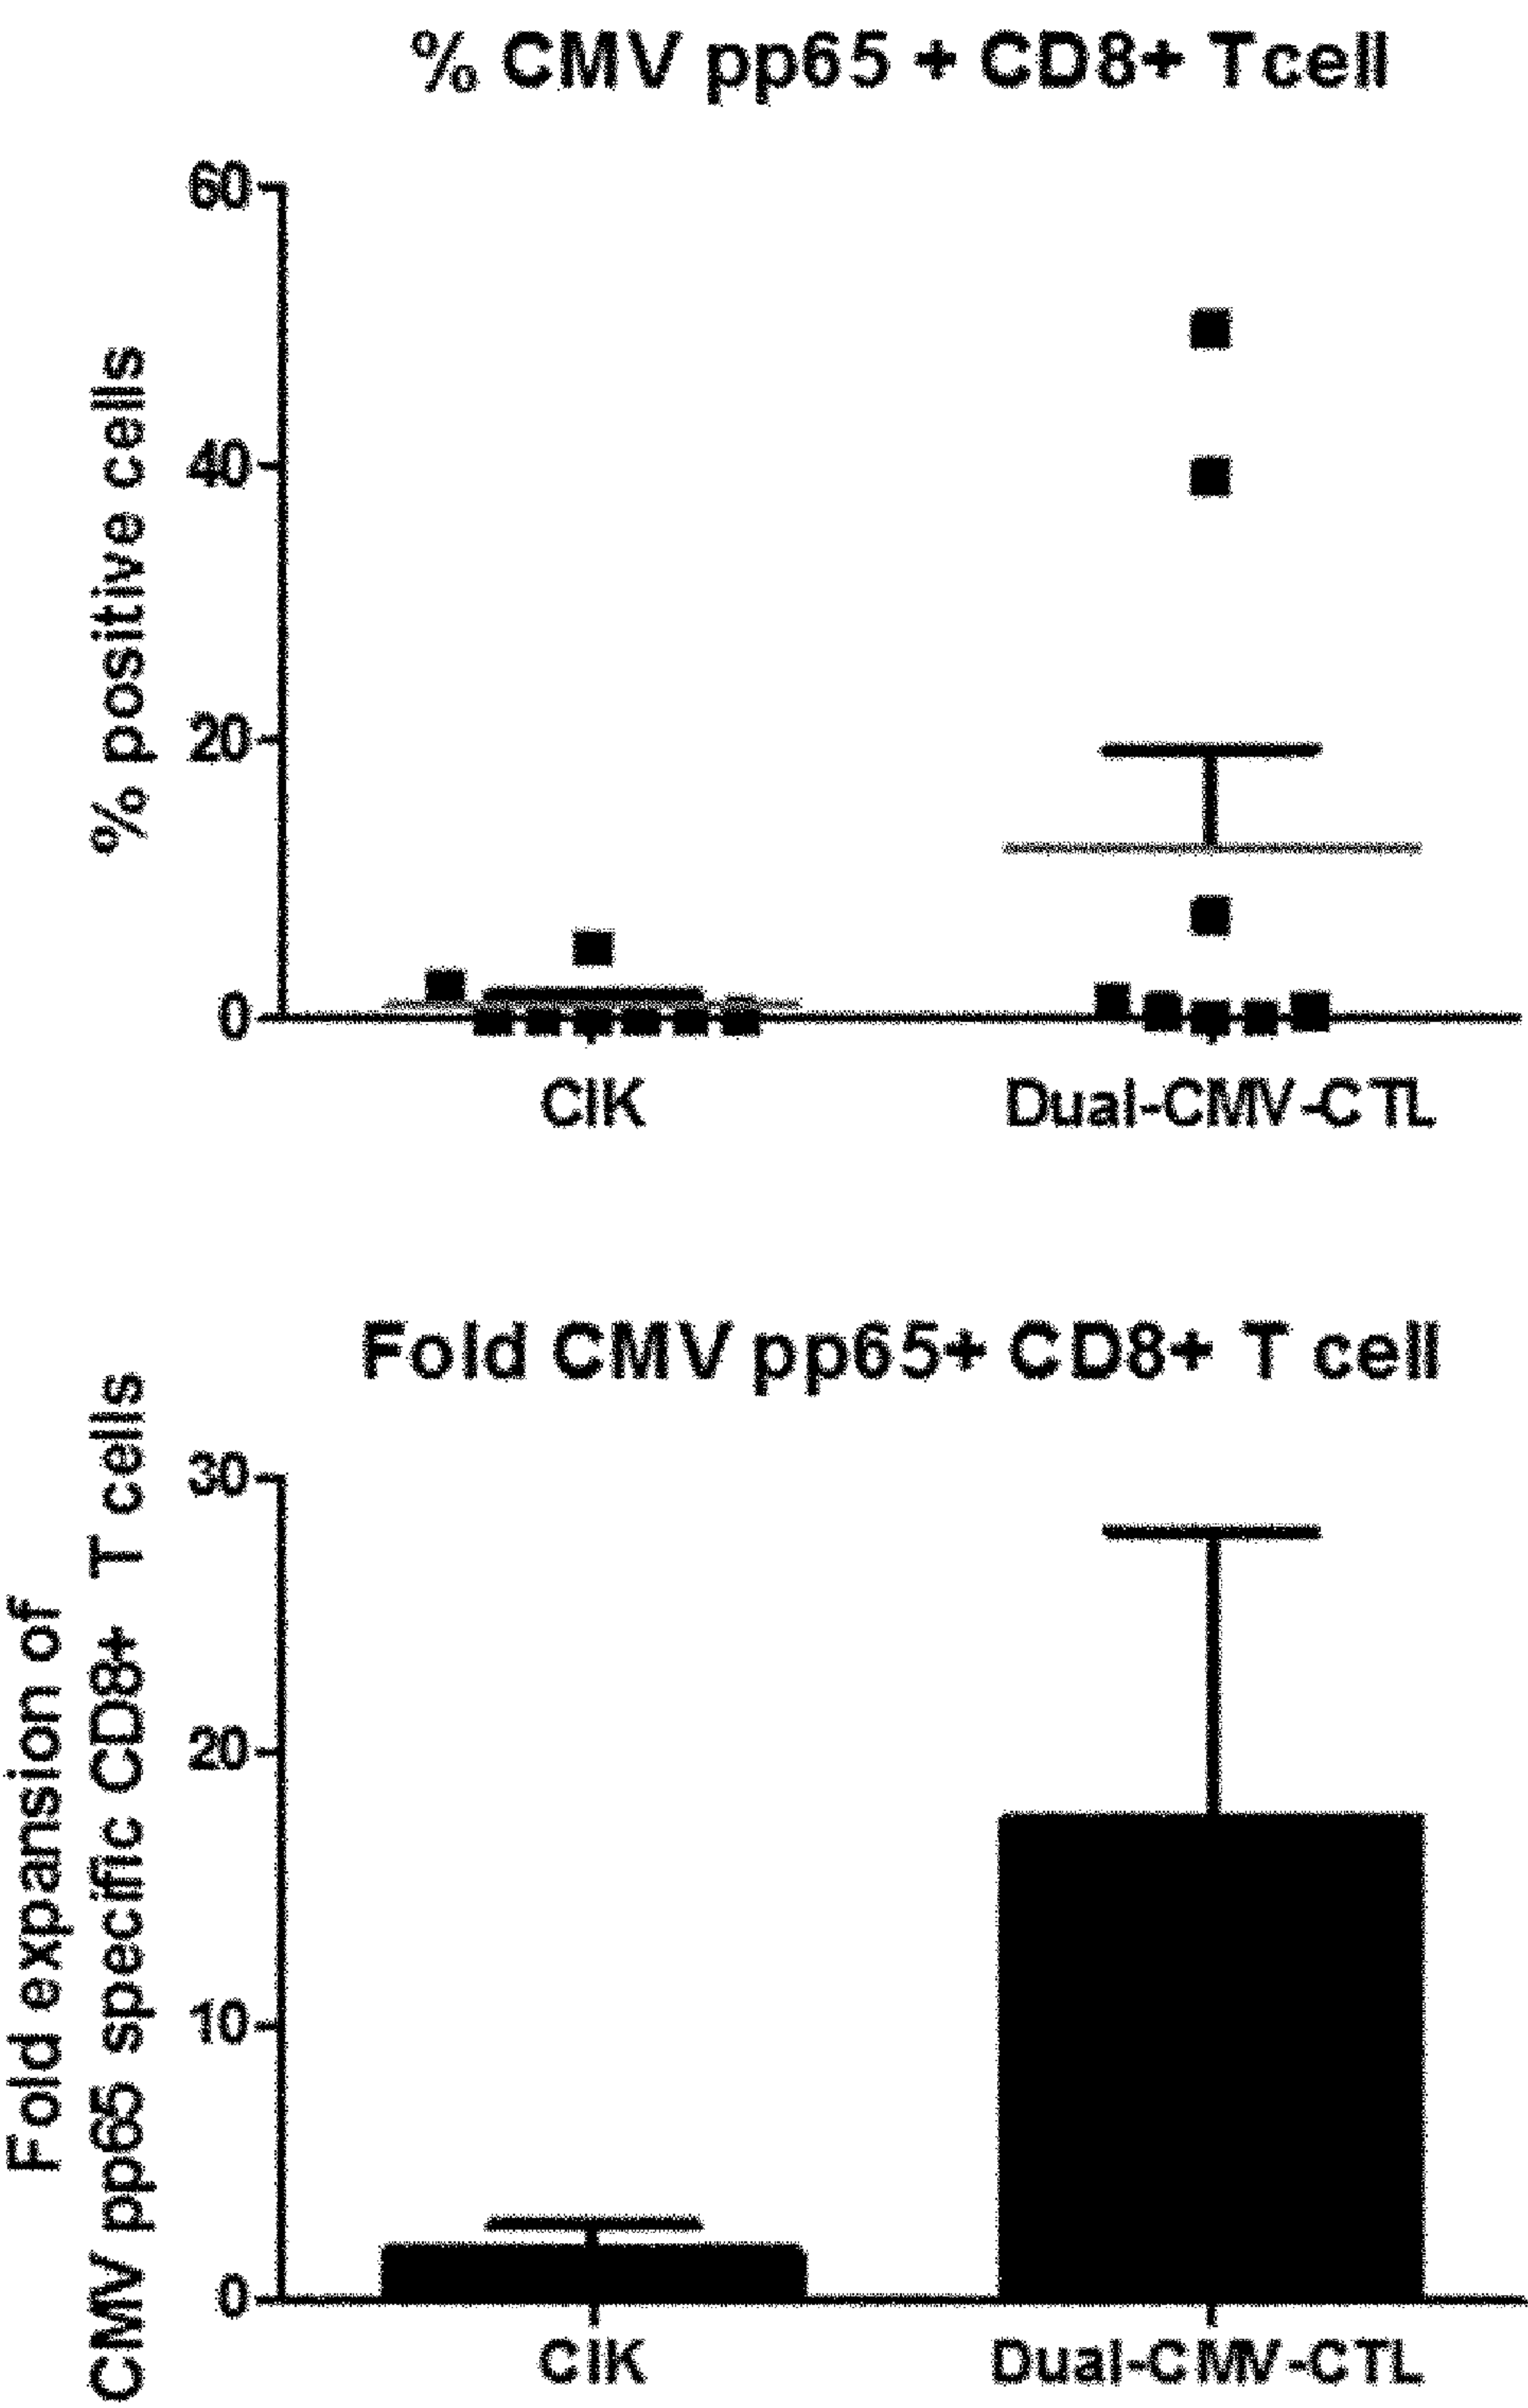 % CMV pp65 + CD8+ Tcell
% positive cells
60
40
20
0
CIK
Dual-CMV-CTL
Fold CMV pp65+ CD8+ T cell
Fold expansion of
CMV pp65 specific CD8+ T cells
30
20
10
0
CIK
Dual-CMV-CTL